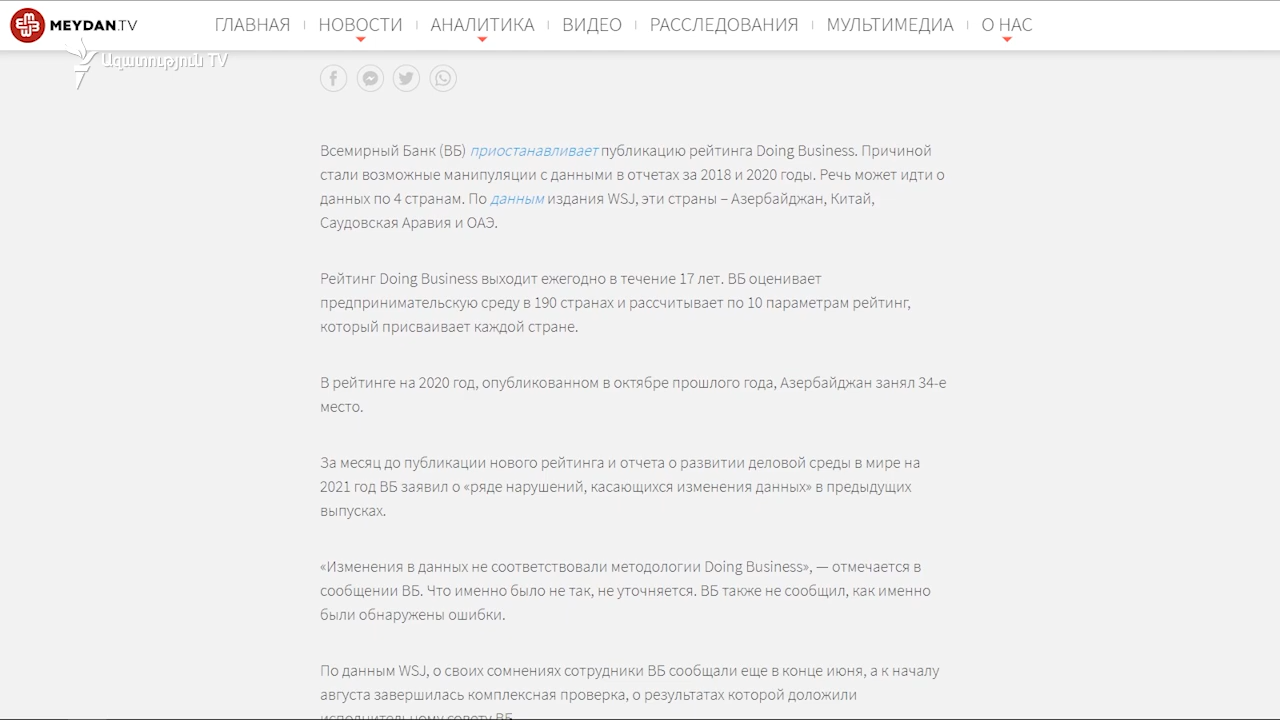 MEYDAN.TV
ГЛАВНАЯ НОВОСТИ АНАЛИТИКА ВИДЕО РАССЛЕДОВАНИЯ МУЛЬТИМЕДИА О НАС
Ազատություն TV
Всемирный Банк (ВБ) приостанавливает публикацию рейтинга Doing Business. Причиной
стали возможные манипуляции с данными в отчетах за 2018 и 2020 годы. Речь может идти о
данных по 4 странам. По данным издания WSJ, эти страны – Азербайджан, Китай,
Саудовская Аравия и ОАЭ.
Рейтинг Doing Business выходит ежегодно в течение 17 лет. ВБ оценивает
предпринимательскую среду в 190 странах и рассчитывает по 10 параметрам рейтинг,
который присваивает каждой стране.
В рейтинге на 2020 год, опубликованном в октябре прошлого года, Азербайджан занял 34-е
место.
За месяц до публикации нового рейтинга и отчета о развитии деловой среды в мире на
2021 год ВБ заявил о «ряде нарушений, касающихся изменения данных» в предыдущих
выпусках.
«Изменения в данных не соответствовали методологии Doing Business», — отмечается в
сообщении ВБ. Что именно было не так, не уточняется. ВБ также не сообщил, как именно
были обнаружены ошибки.
По данным WSJ, о своих сомнениях сотрудники ВБ сообщали еще в конце июня, а к началу
августа завершилась комплексная проверка, о результатах которой доложили
исполнительному совету ВБ.